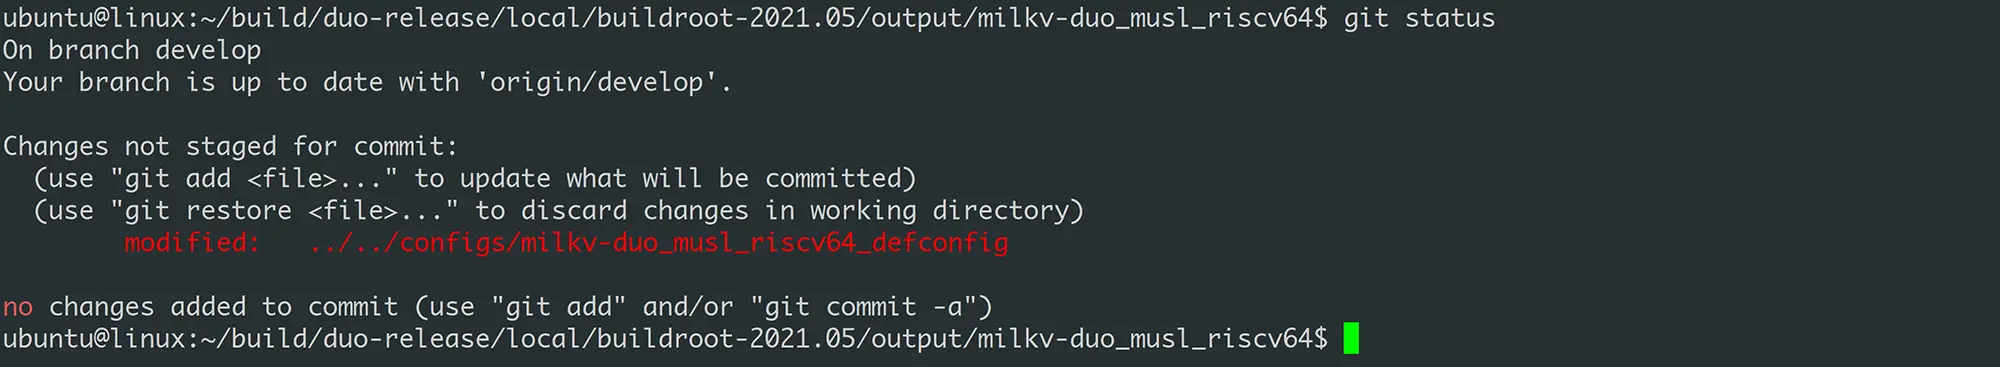 ubuntu@linux:~/build/duo-release/local/buildroot-2021.05/output/milkv-duo_musl_riscv64$ git status
On branch develop
Your branch is up to date with 'origin/develop'.

Changes not staged for commit:
  (use "git add <file>..." to update what will be committed)
  (use "git restore <file>..." to discard changes in working directory)
        modified:   ../../configs/milkv-duo_musl_riscv64_defconfig

no changes added to commit (use "git add" and/or "git commit -a")
ubuntu@linux:~/build/duo-release/local/buildroot-2021.05/output/milkv-duo_musl_riscv64$